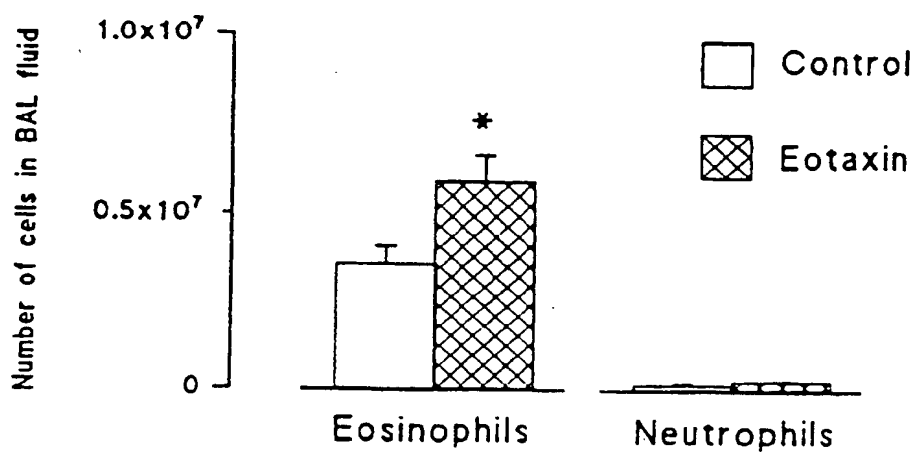 Number of cells in BAL fluid
1.0x10⁷
0.5x10⁷
0
*
Control
Eotaxin
Eosinophils
Neutrophils